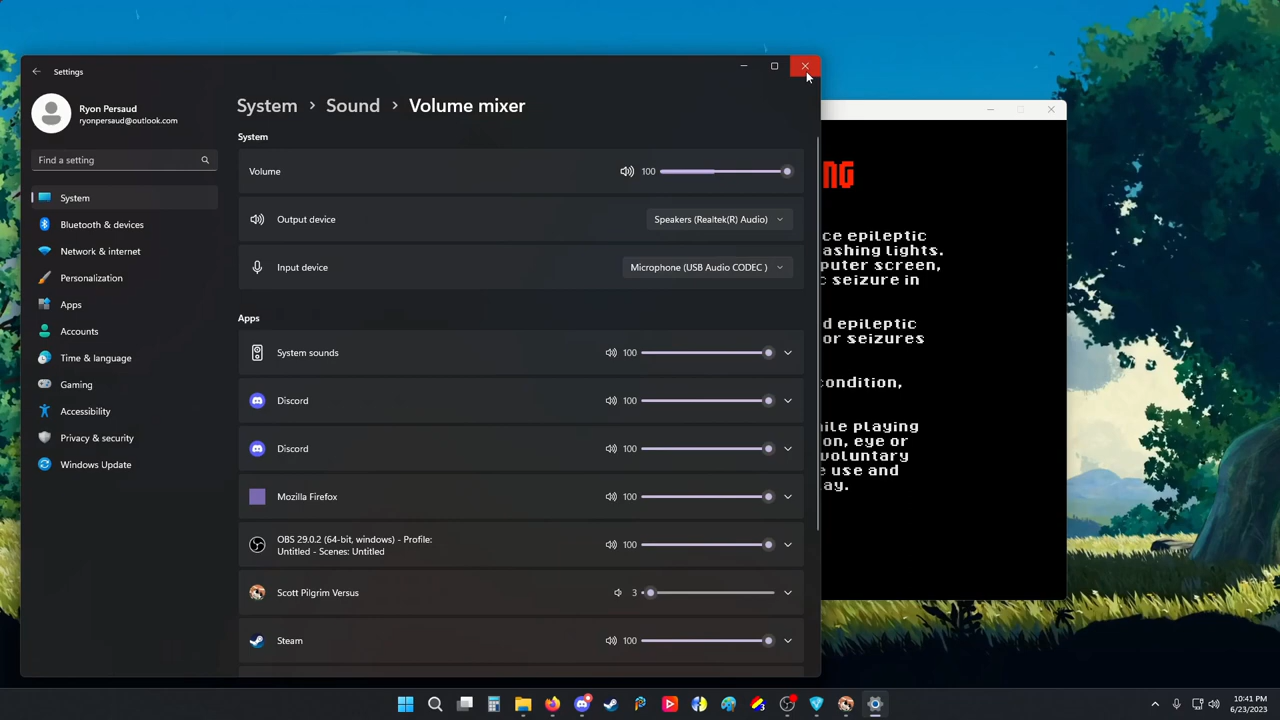 Settings
Ryon Persaud
ryonpersaud@outlook.com
Find a setting
System
Bluetooth & devices
Network & internet
Personalization
Apps
Accounts
Time & language
Gaming
Accessibility
Privacy & security
Windows Update
System > Sound > Volume mixer
System
Volume 100
Output device Speakers (Realtek(R) Audio)
Input device Microphone (USB Audio CODEC )
Apps
System sounds 100
Discord 100
Discord 100
Mozilla Firefox 100
OBS 29.0.2 (64-bit, windows) - Profile:
Untitled - Scenes: Untitled 100
Scott Pilgrim Versus 3
Steam 100
NG
ce epileptic
ashing lights.
puter screen,
c seizure in
d epileptic
or seizures
condition,
ile playing
on, eye or
voluntary
e use and
ay.
10:41 PM
6/23/2023